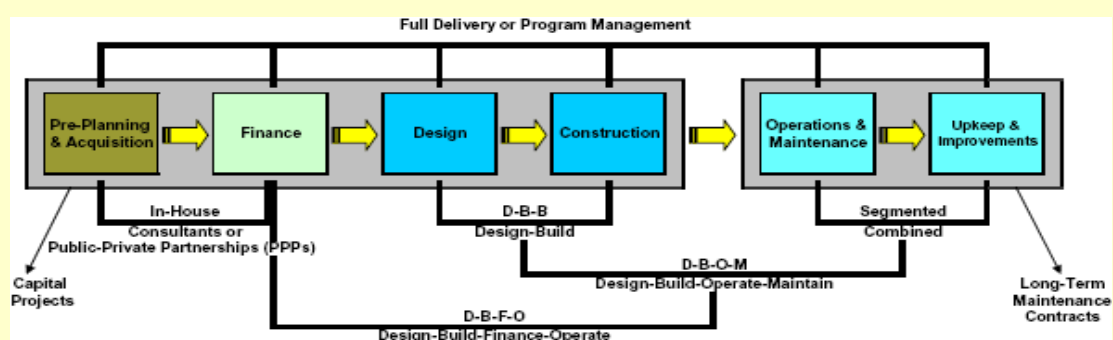 Full Delivery or Program Management
Pre-Planning
& Acquisition
Finance
Design
Construction
Operations &
Maintenance
Upkeep &
Improvements
In-House
Consultants or
Public-Private Partnerships (PPPs)
D-B-B
Design-Build
Segmented
Combined
D-B-O-M
Design-Build-Operate-Maintain
Capital
Projects
Long-Term
Maintenance
Contracts
D-B-F-O
Design-Build-Finance-Operate